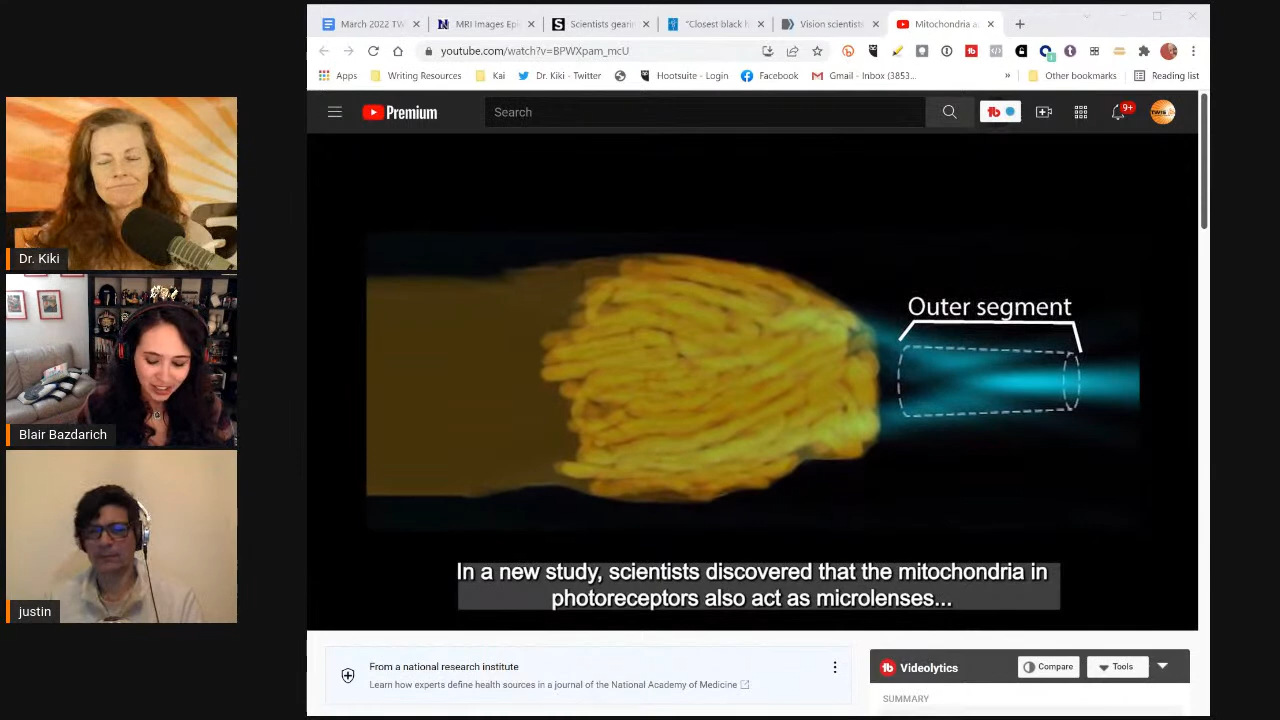 March 2022 TW
MRI Images Epi
Scientists gearin
"Closest black h
Vision scientists
Mitochondria a
youtube.com/watch?v=BPWXpam_mcU
Apps
Writing Resources
Kai
Dr. Kiki - Twitter
Hootsuite - Login
Facebook
Gmail - Inbox (3853...
»
Other bookmarks
Reading list
Premium
Search
9+
Dr. Kiki
Blair Bazdarich
justin
Outer segment
In a new study, scientists discovered that the mitochondria in
photoreceptors also act as microlenses...
From a national research institute
Learn how experts define health sources in a journal of the National Academy of Medicine
Videolytics
Compare
Tools
SUMMARY